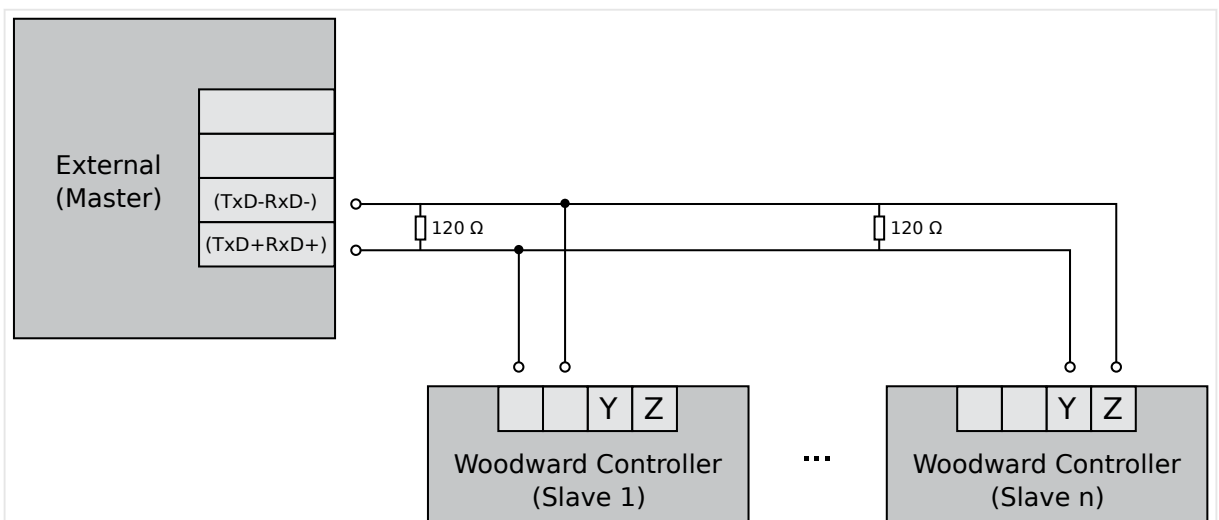 External
(Master)
(TxD-RxD-)
(TxD+RxD+)
120 Ω
120 Ω
Y Z
Woodward Controller
(Slave 1)
...
Y Z
Woodward Controller
(Slave n)